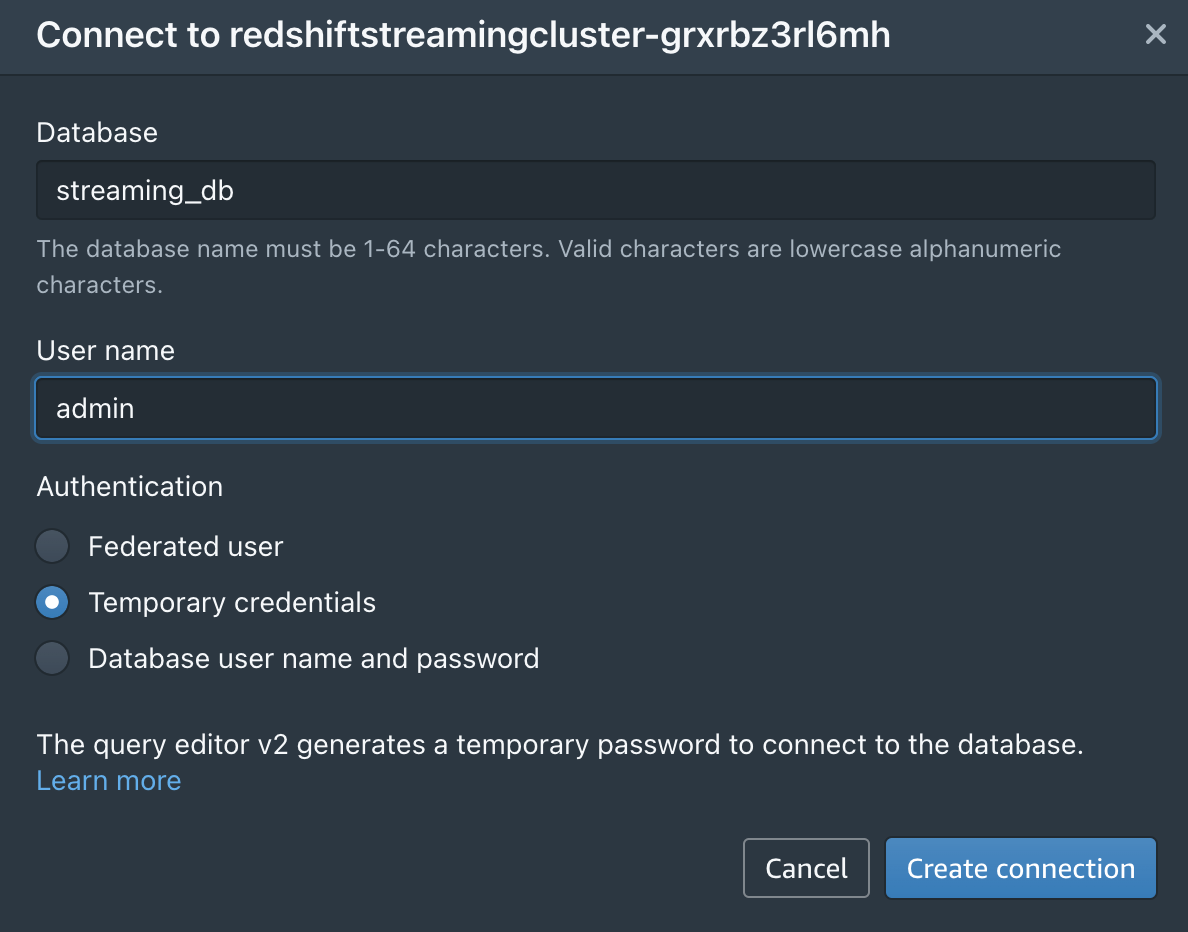 Connect to redshiftstreamingcluster-grxrbz3rl6mh
Database
streaming_db
The database name must be 1-64 characters. Valid characters are lowercase alphanumeric
characters.
User name
admin
Authentication
Federated user
Temporary credentials
Database user name and password
The query editor v2 generates a temporary password to connect to the database.
Learn more
Cancel
Create connection